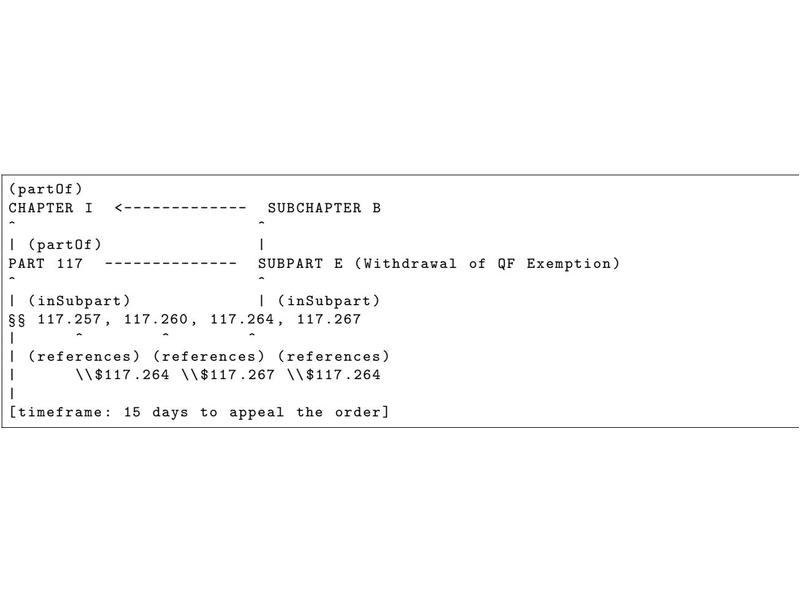 (partOf)
CHAPTER I  <-------------  SUBCHAPTER B
^                          ^
| (partOf)                 |
PART 117  --------------  SUBPART E (Withdrawal of QF Exemption)
^                          ^
| (inSubpart)              | (inSubpart)
§§ 117.257, 117.260, 117.264, 117.267
|      ^        ^        ^
| (references) (references) (references)
|      \\$117.264 \\$117.267 \\$117.264
|
[timeframe: 15 days to appeal the order]